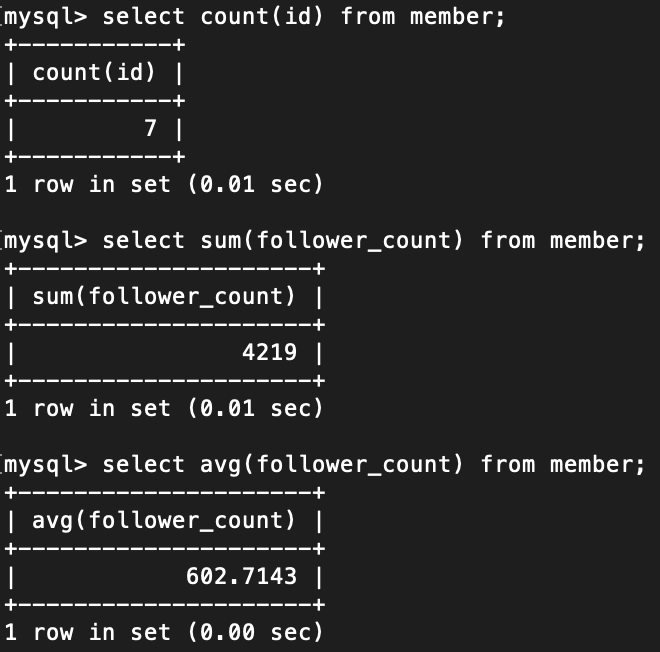 [mysql> select count(id) from member;
+-----------+
| count(id) |
+-----------+
|         7 |
+-----------+
1 row in set (0.01 sec)

[mysql> select sum(follower_count) from member;
+---------------------+
| sum(follower_count) |
+---------------------+
|                4219 |
+---------------------+
1 row in set (0.01 sec)

[mysql> select avg(follower_count) from member;
+---------------------+
| avg(follower_count) |
+---------------------+
|            602.7143 |
+---------------------+
1 row in set (0.00 sec)